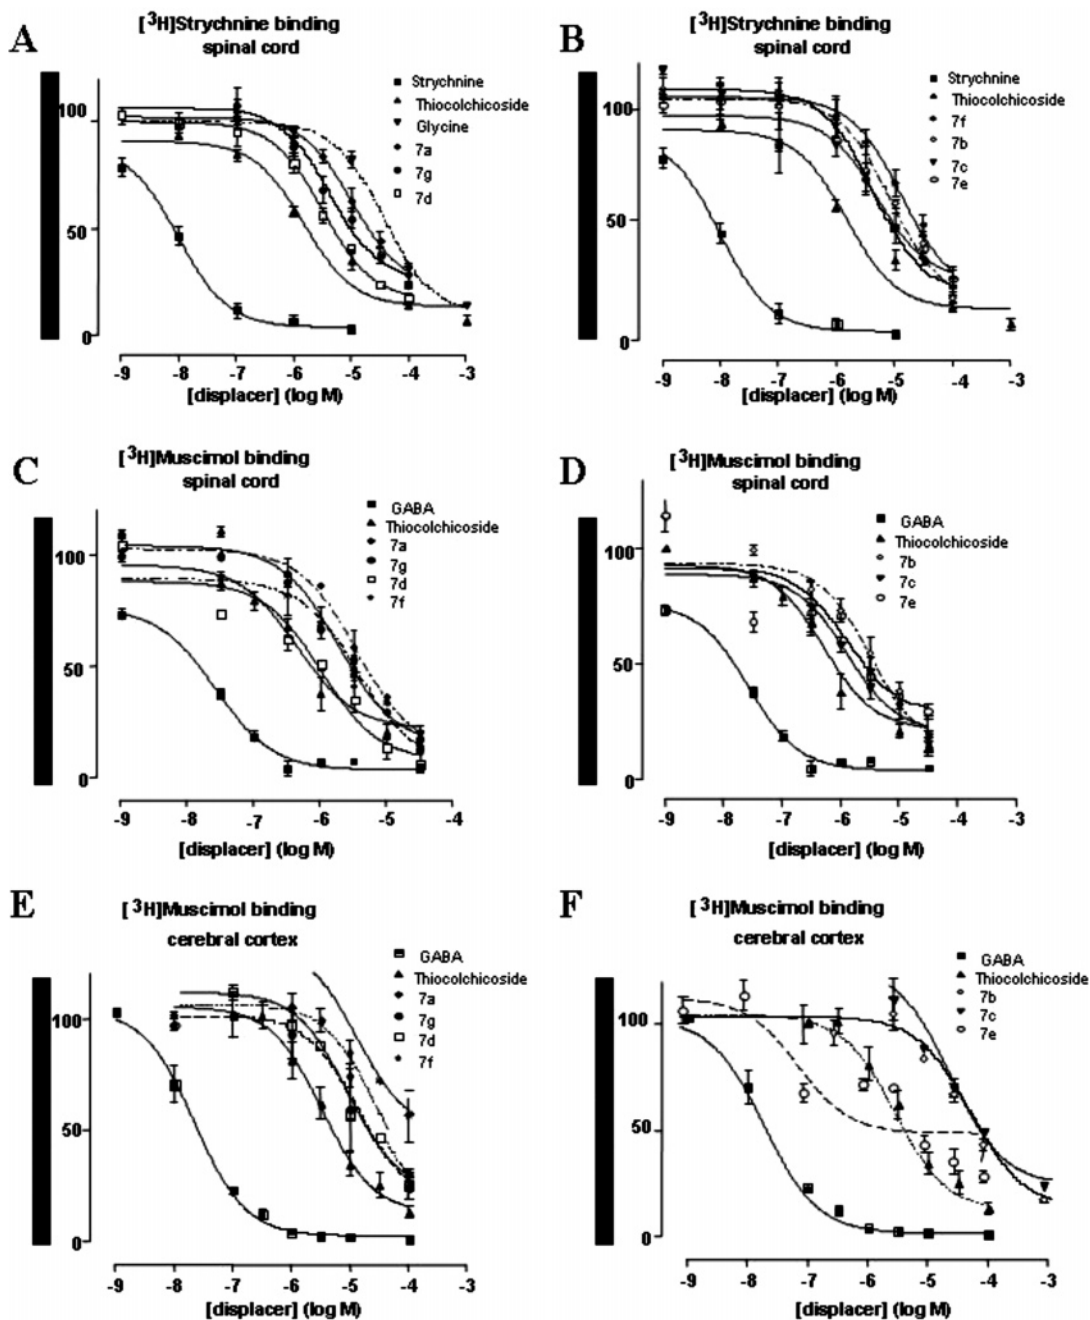 A
[³H]Strychnine binding
spinal cord
Strychnine
Thiocolchicoside
Glycine
7a
7g
7d
100
50
0
-9 -8 -7 -6 -5 -4 -3
[displacer] (log M)
B
[³H]Strychnine binding
spinal cord
Strychnine
Thiocolchicoside
7f
7b
7c
7e
100
50
0
-9 -8 -7 -6 -5 -4 -3
[displacer] (log M)
C
[³H]Muscimol binding
spinal cord
GABA
Thiocolchicoside
7a
7g
7d
7f
100
50
0
-9 -8 -7 -6 -5 -4
[displacer] (log M)
D
[³H]Muscimol binding
spinal cord
GABA
Thiocolchicoside
7b
7c
7e
100
50
0
-9 -8 -7 -6 -5 -4 -3
[displacer] (log M)
E
[³H]Muscimol binding
cerebral cortex
GABA
Thiocolchicoside
7a
7g
7d
7f
100
50
0
-9 -8 -7 -6 -5 -4 -3
[displacer] (log M)
F
[³H]Muscimol binding
cerebral cortex
GABA
Thiocolchicoside
7b
7c
7e
100
50
0
-9 -8 -7 -6 -5 -4 -3
[displacer] (log M)